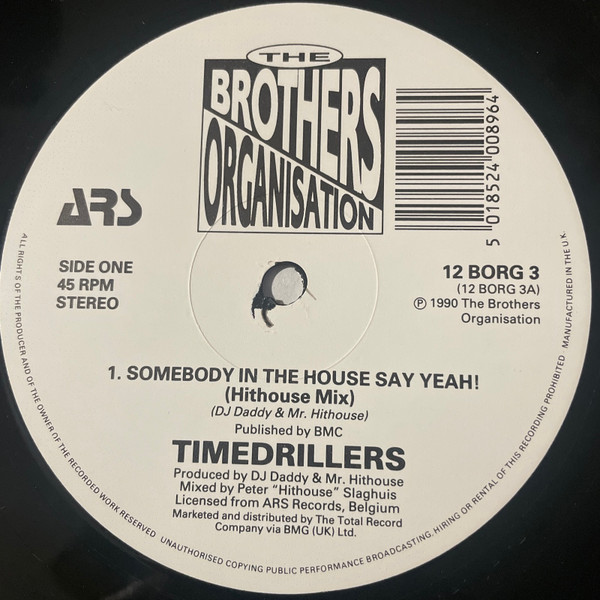 THE
BROTHERS
ORGANISATION
5 018524 008964
ARS
SIDE ONE
45 RPM
STEREO
12 BORG 3
(12 BORG 3A)
℗ 1990 The Brothers
Organisation
1. SOMEBODY IN THE HOUSE SAY YEAH!
(Hithouse Mix)
(DJ Daddy & Mr. Hithouse)
Published by BMC
TIMEDRILLERS
Produced by DJ Daddy & Mr. Hithouse
Mixed by Peter "Hithouse" Slaghuis
Licensed from ARS Records, Belgium
Marketed and distributed by The Total Record
Company via BMG (UK) Ltd.
ALL RIGHTS OF THE PRODUCER AND OF THE OWNER OF THE RECORDED WORK RESERVED UNAUTHORISED COPYING PUBLIC PERFORMANCE BROADCASTING, HIRING OR RENTAL OF THIS RECORDING PROHIBITED MANUFACTURED IN THE U.K.